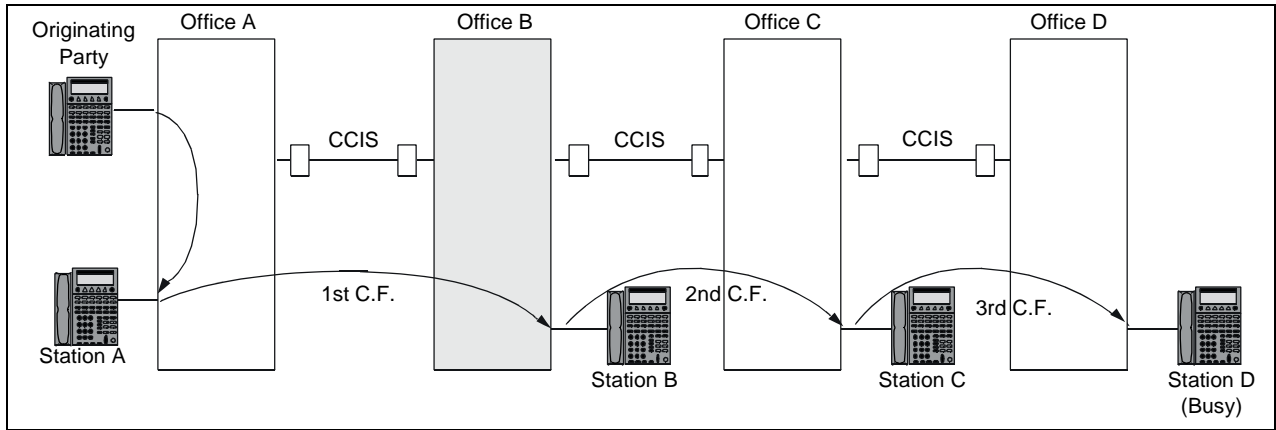 Originating
Party
Office A
Office B
Office C
Office D
CCIS
CCIS
CCIS
1st C.F.
2nd C.F.
3rd C.F.
Station A
Station B
Station C
Station D
(Busy)